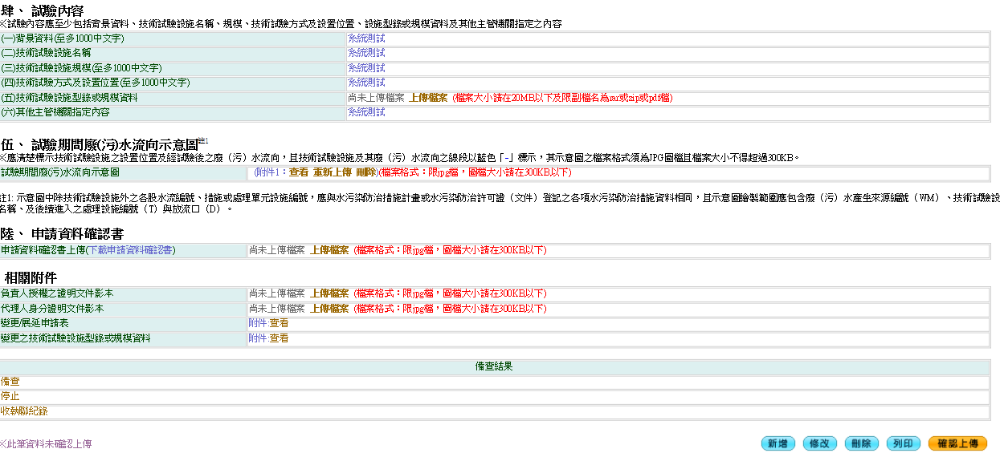 肆、 試驗內容
※試驗內容應至少包括背景資料、技術試驗設施名稱、規模、技術試驗方式及設置位置、設施型錄或規模資料及其他主管機關指定之內容
(一)背景資料(至多1000中文字) 系統測試
(二)技術試驗設施名稱 系統測試
(三)技術試驗設施規模(至多1000中文字) 系統測試
(四)技術試驗方式及設置位置(至多1000中文字) 系統測試
(五)技術試驗設施型錄或規模資料 尚未上傳檔案 上傳檔案 (檔案大小請在20MB以下及限副檔名為rar或zip或pdf檔)
(六)其他主管機關指定內容 系統測試
伍、 試驗期間廢(污)水流向示意圖註1
※應清楚標示技術試驗設施之設置位置及經試驗後之廢（污）水流向，且技術試驗設施及其廢（污）水流向之線段以藍色「-」標示，其示意圖之檔案格式須為JPG圖檔且檔案大小不得超過300KB。
試驗期間廢(污)水流向示意圖 (附件1：查看 重新上傳 刪除)(檔案格式：限jpg檔，圖檔大小請在300KB以下)
註1: 示意圖中除技術試驗設施外之各股水流編號、措施或處理單元設施編號，應與水污染防治措施計畫或水污染防治許可證（文件）登記之各項水污染防治措施資料相同，且示意圖繪製範圍應包含廢（污）水產生來源編號（WM）、技術試驗設
名稱、及後續進入之處理設施編號（T）與放流口（D）。
陸、 申請資料確認書
申請資料確認書上傳(下載申請資料確認書) 尚未上傳檔案 上傳檔案 (檔案格式：限jpg檔，圖檔大小請在300KB以下)
相關附件
負責人授權之證明文件影本 尚未上傳檔案 上傳檔案 (檔案格式：限jpg檔，圖檔大小請在300KB以下)
代理人身分證明文件影本 尚未上傳檔案 上傳檔案 (檔案格式：限jpg檔，圖檔大小請在300KB以下)
變更/展延申請表 附件:查看
變更之技術試驗設施型錄或規模資料 附件:查看
備查結果
備查
停止
收執聯紀錄
※此筆資料未確認上傳 新增 修改 刪除 列印 確認上傳